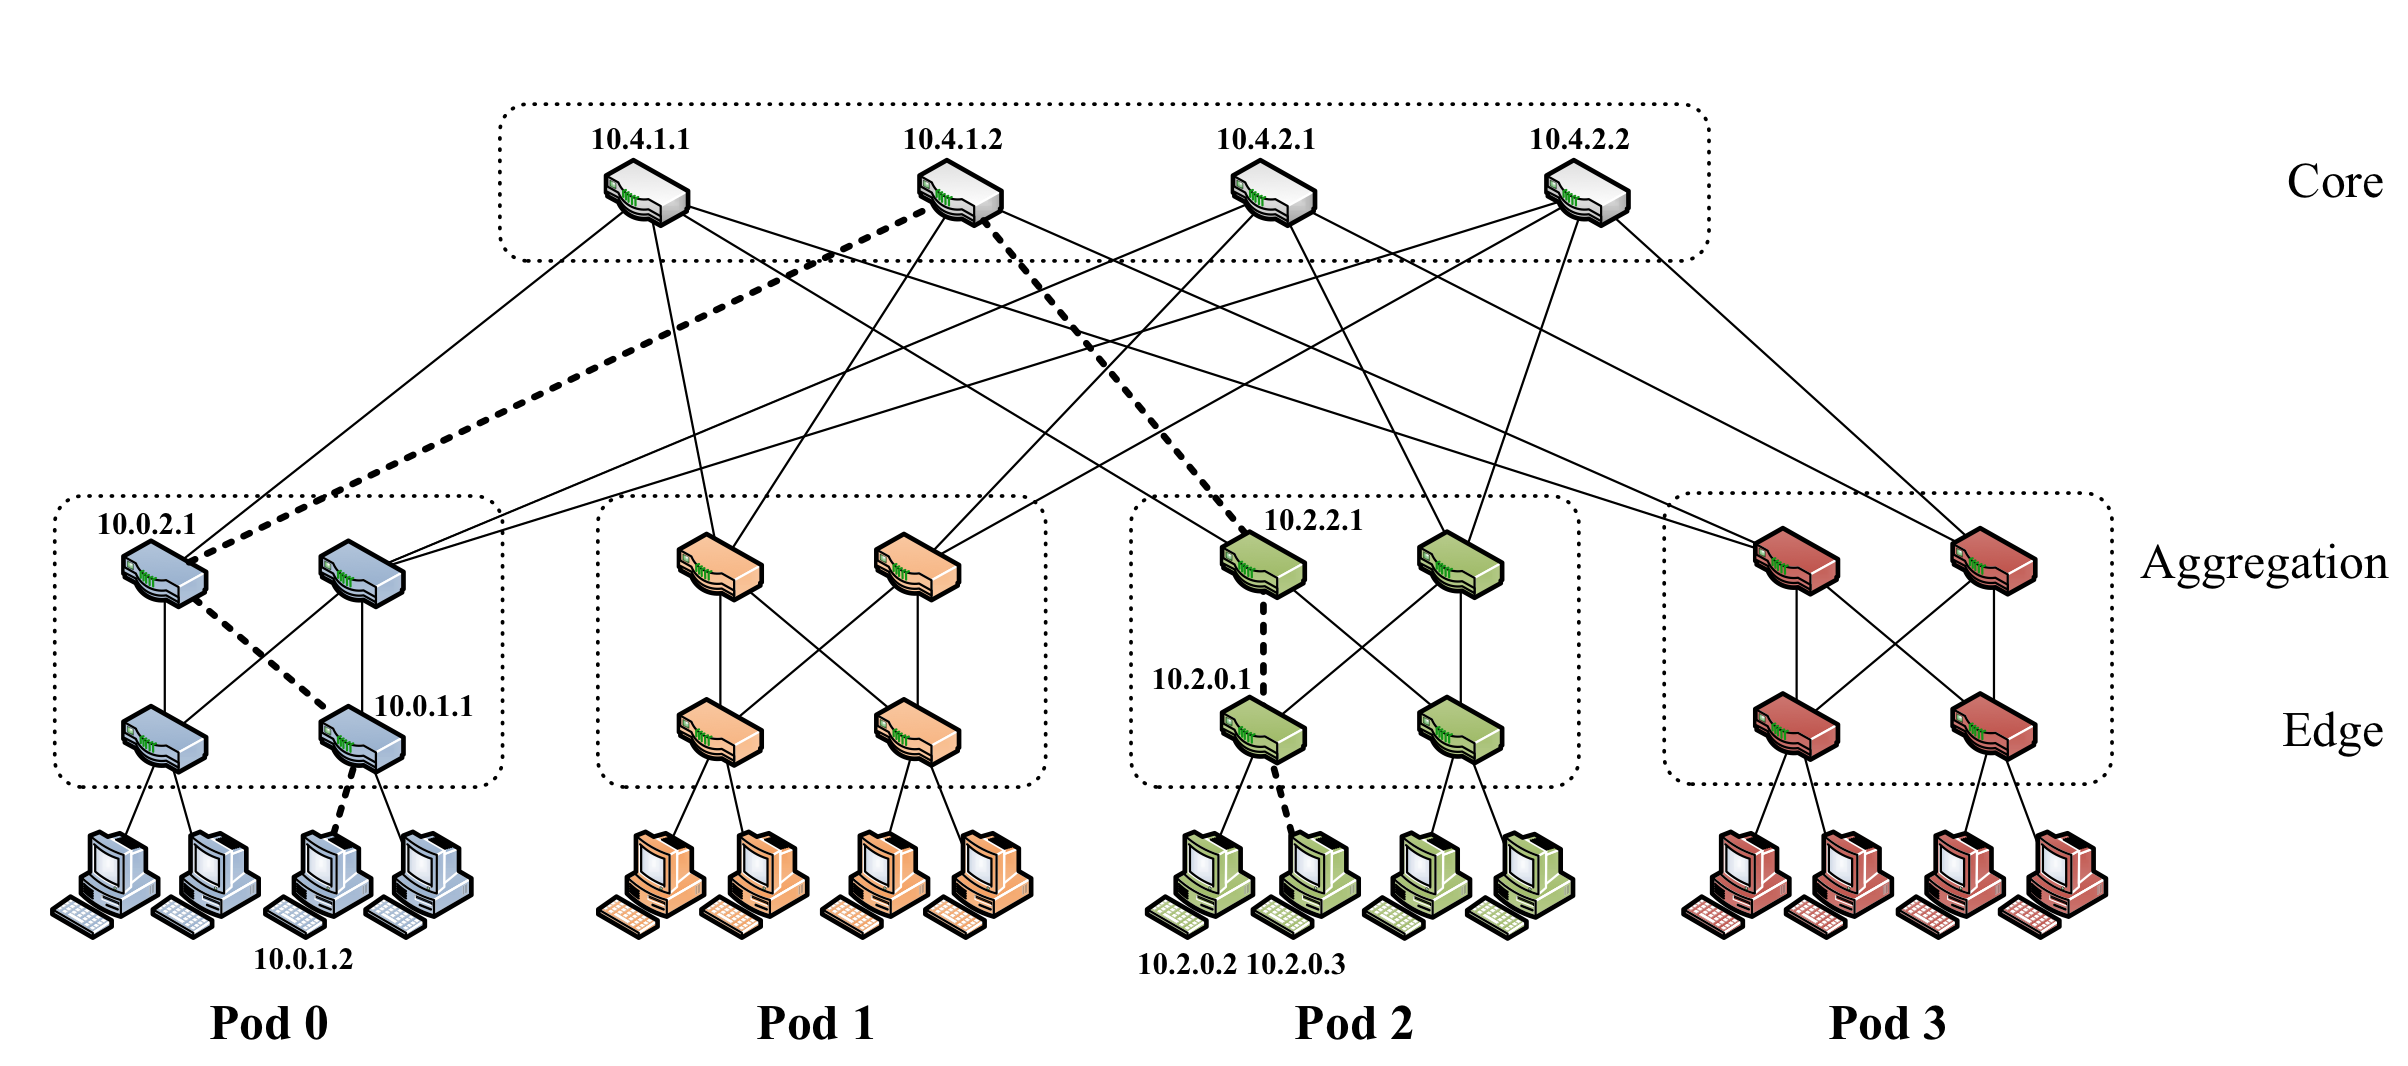 10.4.1.1 10.4.1.2 10.4.2.1 10.4.2.2
Core
10.0.2.1
10.2.2.1
Aggregation
10.2.0.1
10.0.1.1
Edge
10.0.1.2
10.2.0.2 10.2.0.3
Pod 0 Pod 1 Pod 2 Pod 3